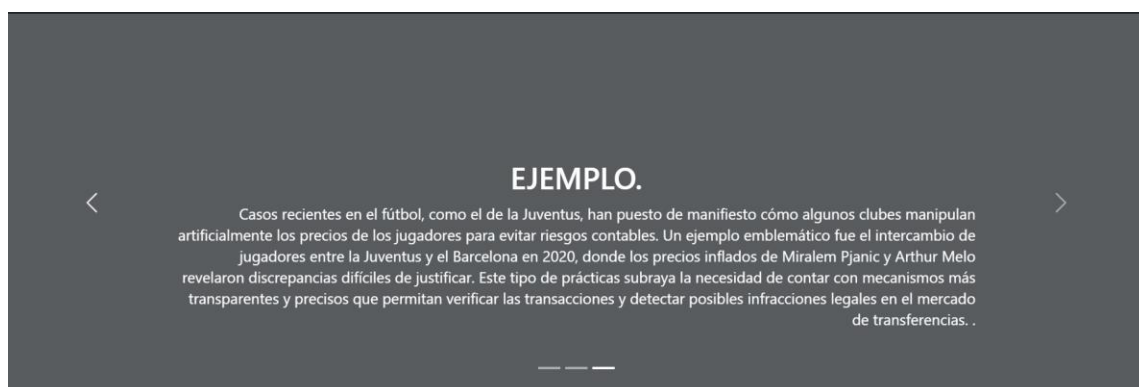 EJEMPLO.
Casos recientes en el fútbol, como el de la Juventus, han puesto de manifiesto cómo algunos clubes manipulan
artificialmente los precios de los jugadores para evitar riesgos contables. Un ejemplo emblemático fue el intercambio de
jugadores entre la Juventus y el Barcelona en 2020, donde los precios inflados de Miralem Pjanic y Arthur Melo
revelaron discrepancias difíciles de justificar. Este tipo de prácticas subraya la necesidad de contar con mecanismos más
transparentes y precisos que permitan verificar las transacciones y detectar posibles infracciones legales en el mercado
de transferencias. .